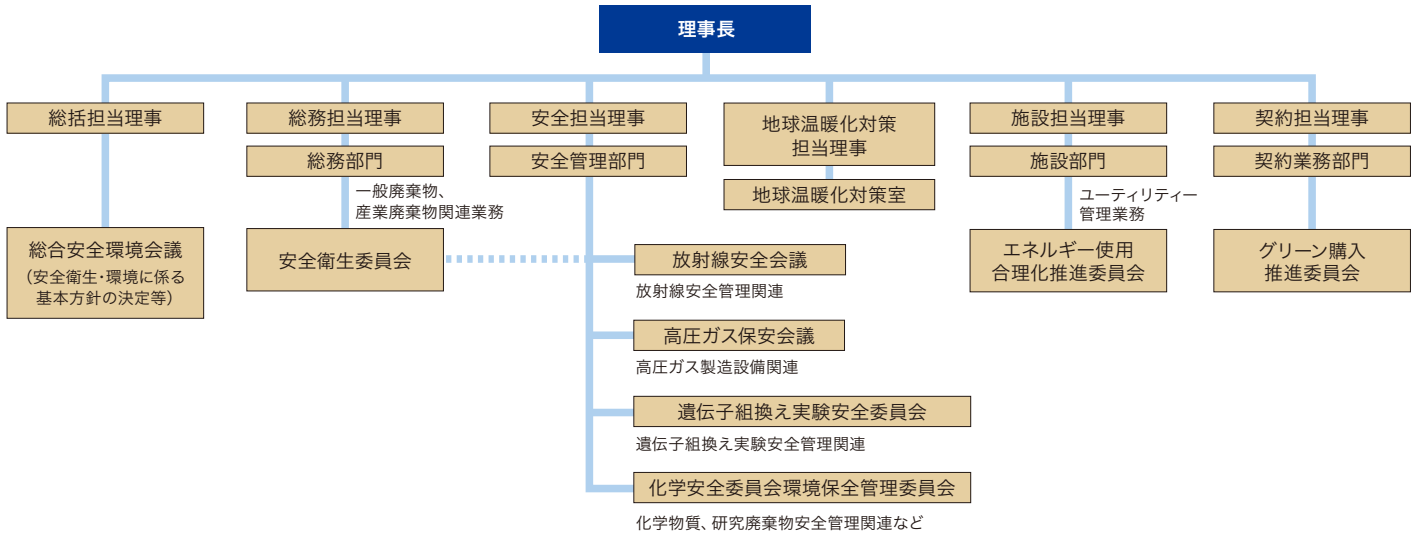 理事長
総括担当理事
総務担当理事
安全担当理事
地球温暖化対策
担当理事
施設担当理事
契約担当理事
総務部門
安全管理部門
地球温暖化対策室
施設部門
契約業務部門
一般廃棄物、
産業廃棄物関連業務
ユーティリティー
管理業務
総合安全環境会議
(安全衛生・環境に係る
基本方針の決定等)
安全衛生委員会
放射線安全会議
放射線安全管理関連
エネルギー使用
合理化推進委員会
グリーン購入
推進委員会
高圧ガス保安会議
高圧ガス製造設備関連
遺伝子組換え実験安全委員会
遺伝子組換え実験安全管理関連
化学安全委員会環境保全管理委員会
化学物質、研究廃棄物安全管理関連など